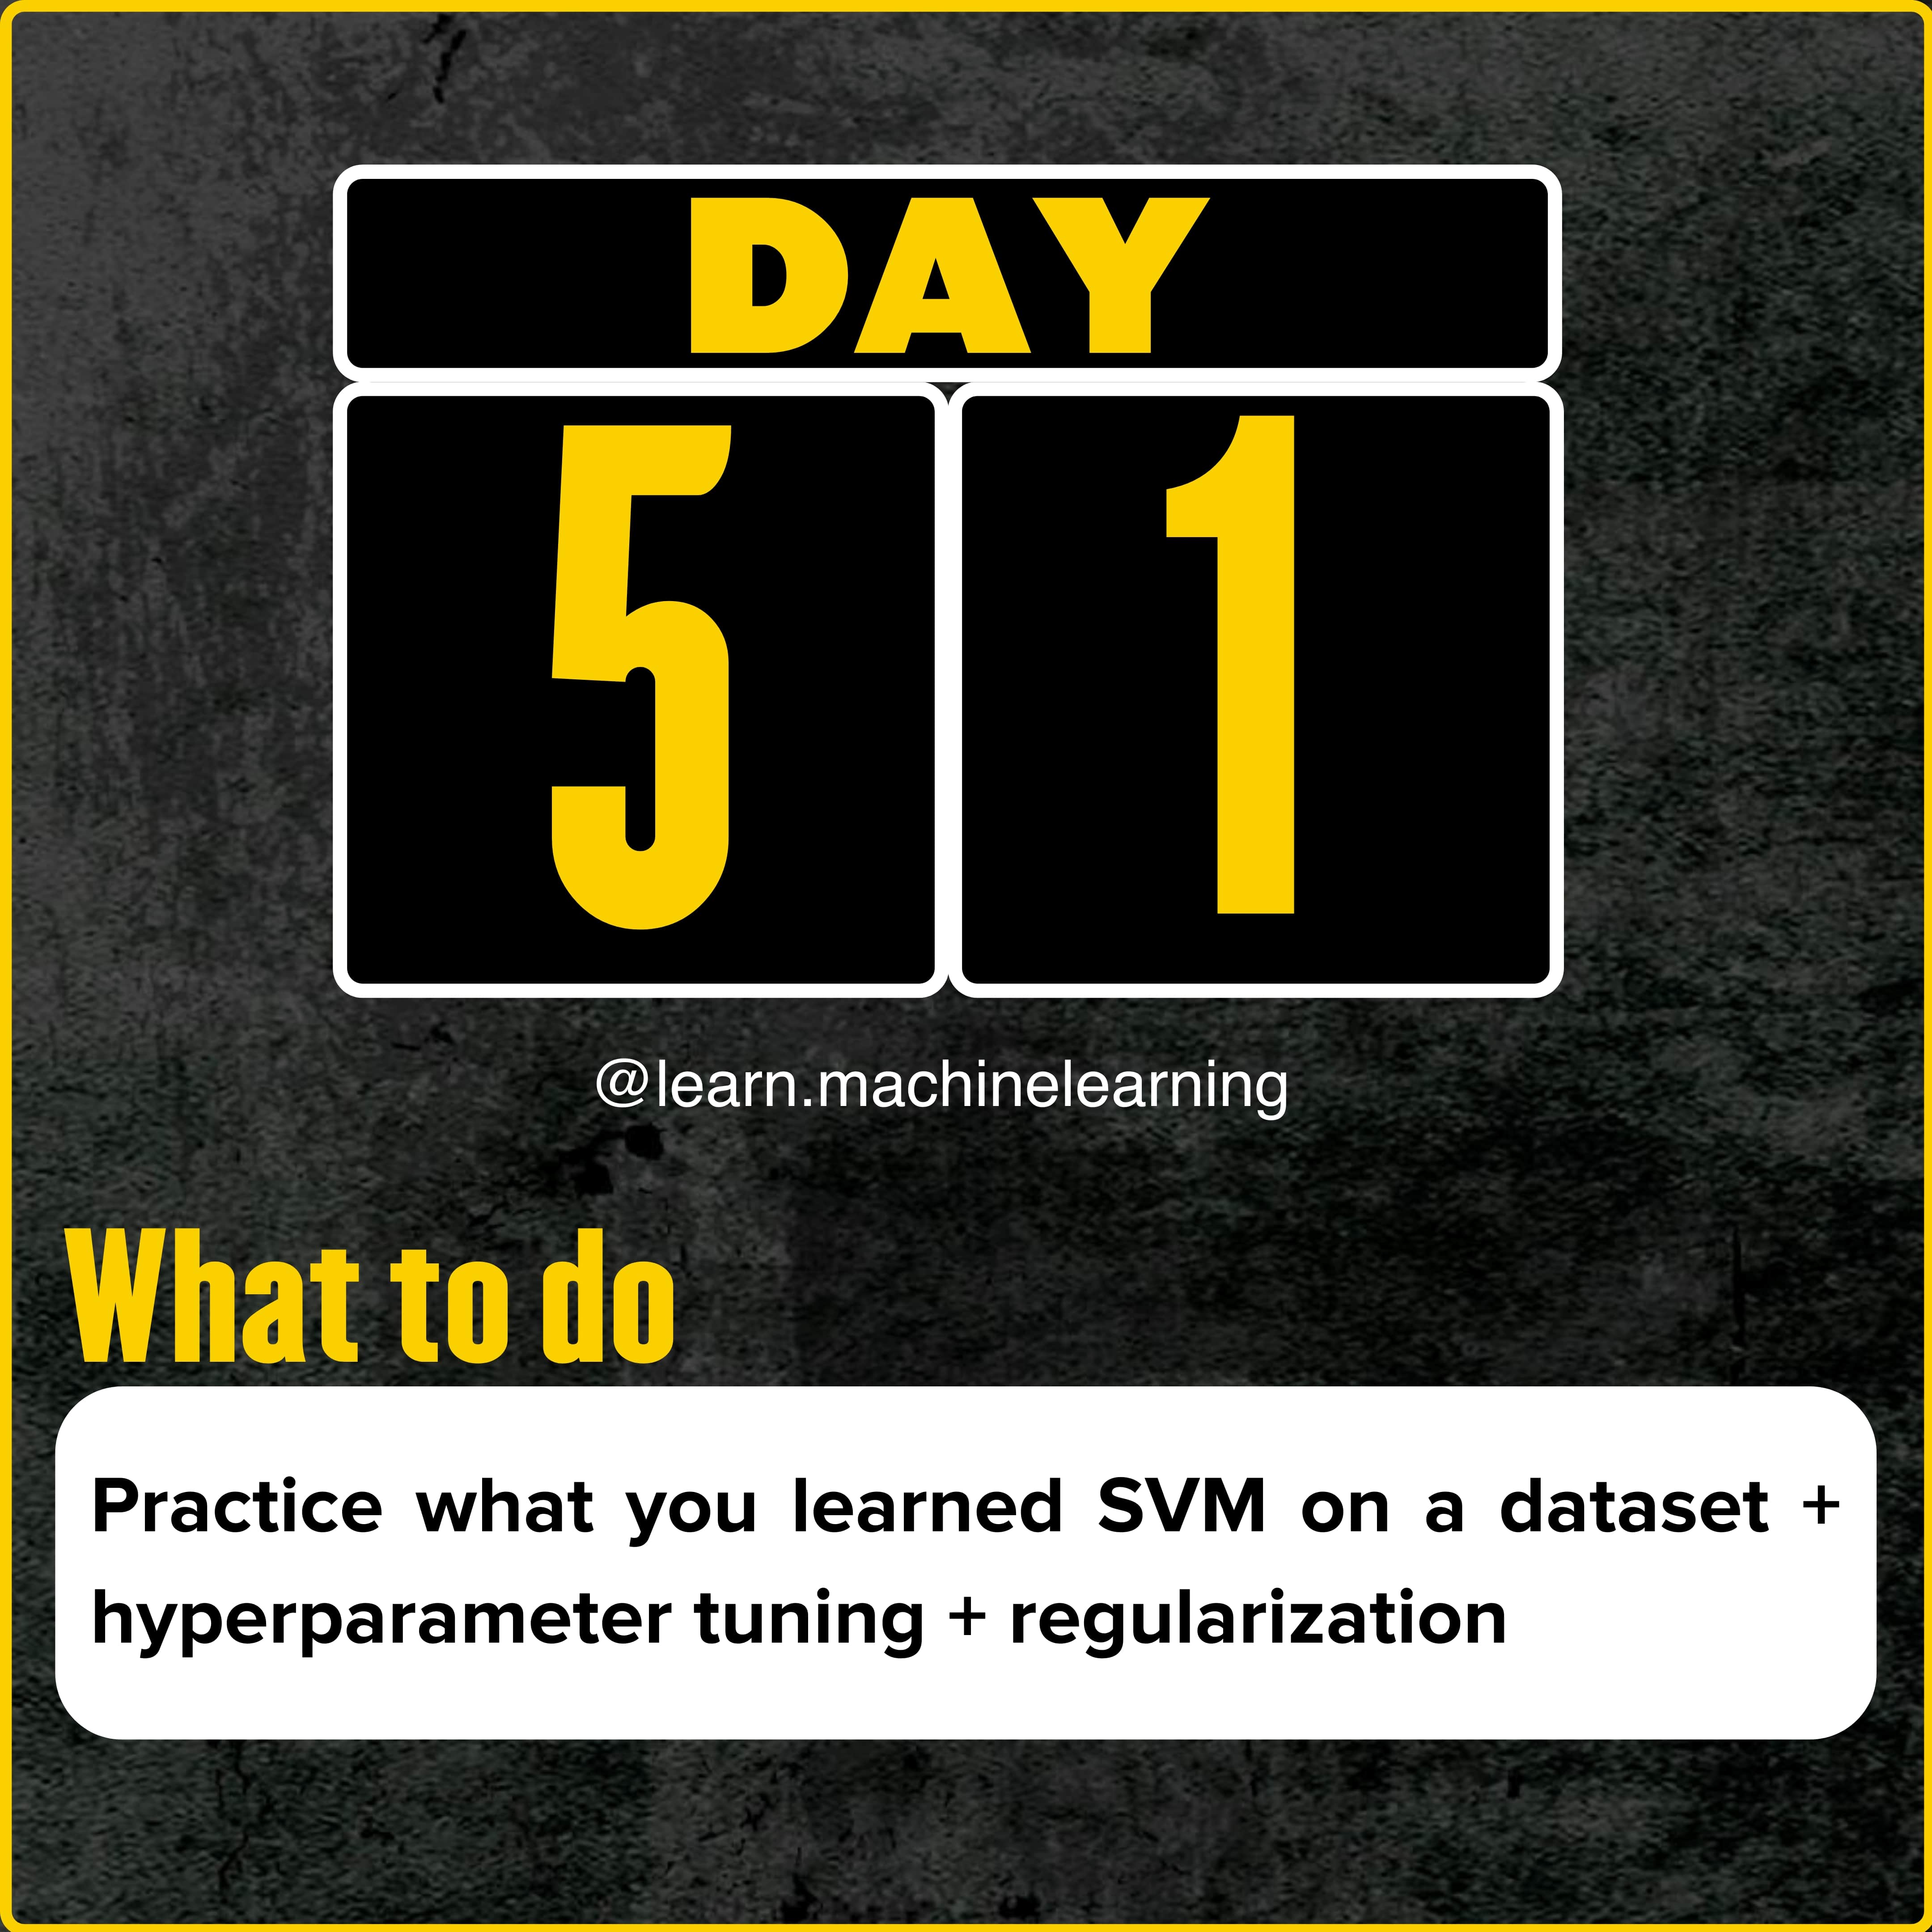 DAY
5 1
@learn.machinelearning
What to do
Practice what you learned SVM on a dataset +
hyperparameter tuning + regularization